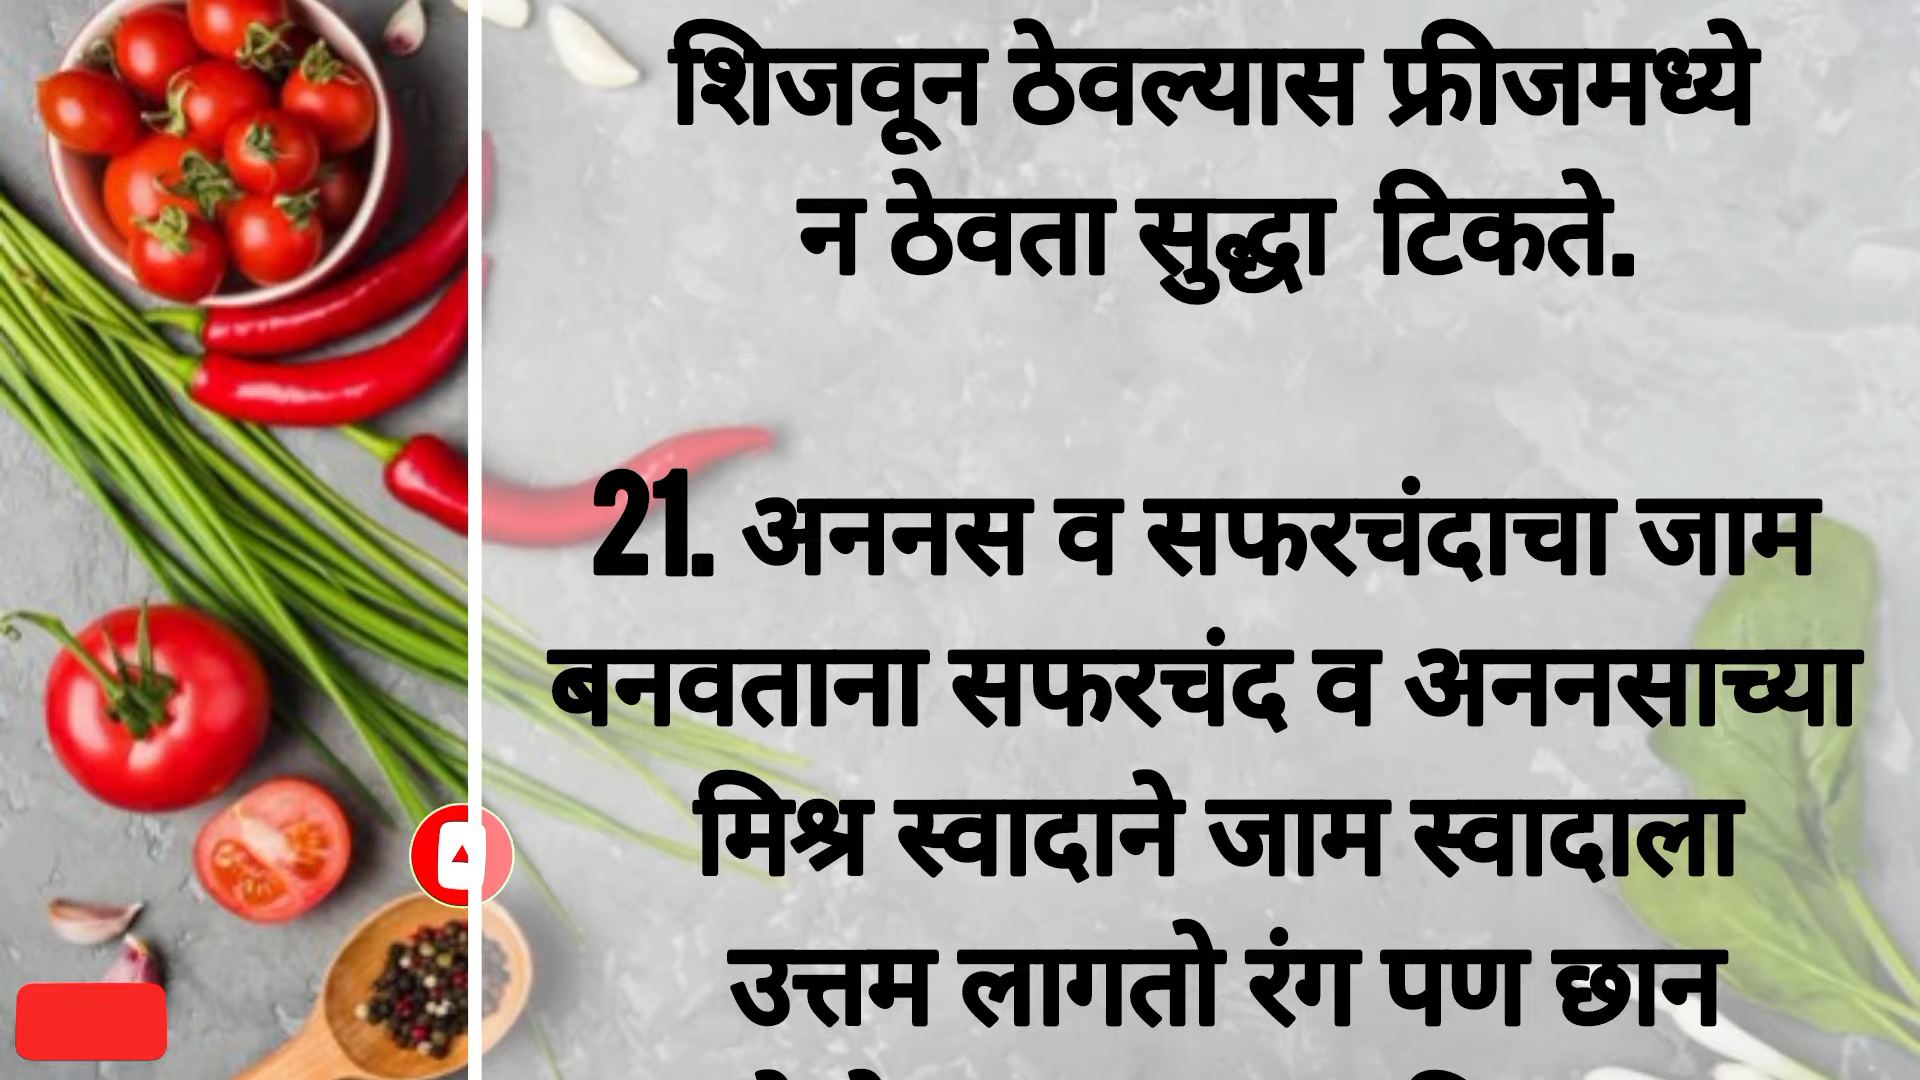 शिजवून ठेवल्यास फ्रीजमध्ये
न ठेवता सुद्धा टिकते.
21. अननस व सफरचंदाचा जाम
बनवताना सफरचंद व अननसाच्या
मिश्र स्वादाने जाम स्वादाला
उत्तम लागतो रंग पण छान